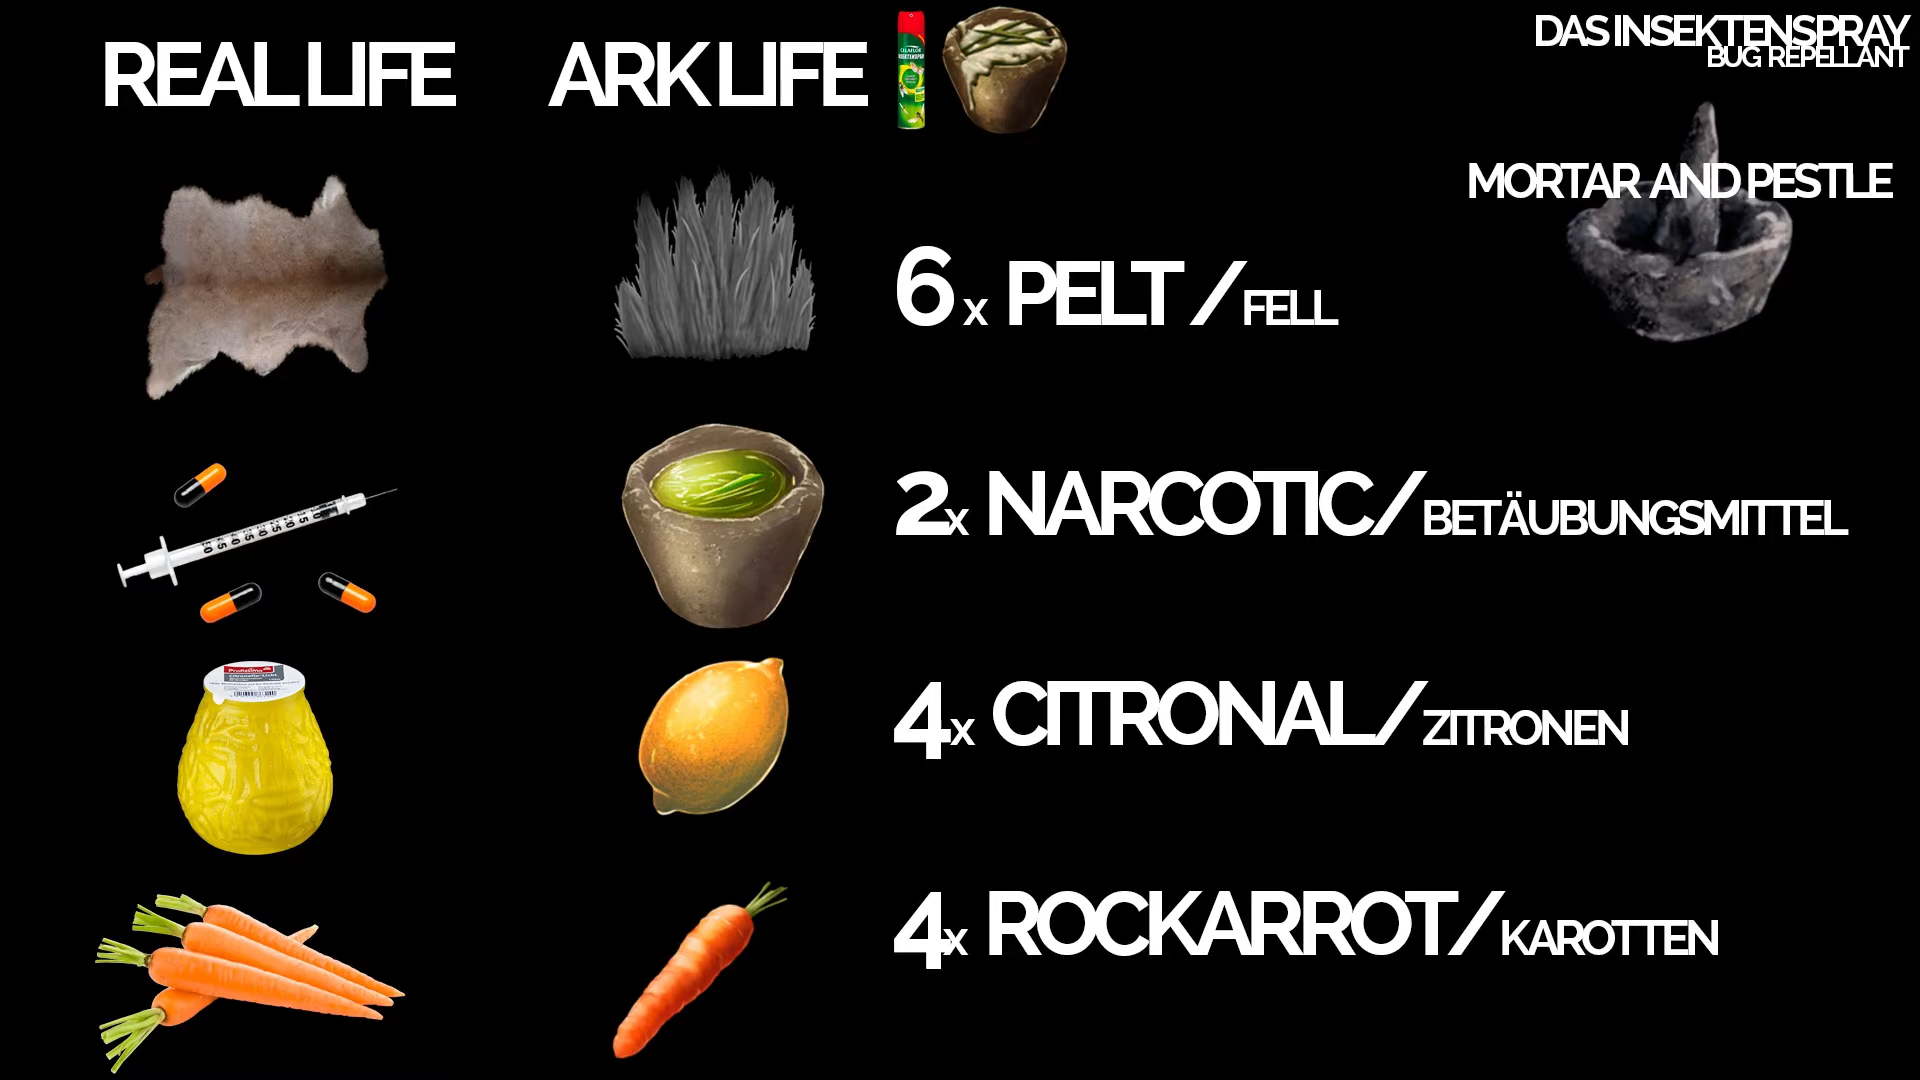 REAL LIFE
ARK LIFE
DAS INSEKTENSPRAY
BUG REPELLANT
MORTAR AND PESTLE
6x PELT / FELL
2x NARCOTIC/BETÄUBUNGSMITTEL
4x CITRONAL/ZITRONEN
4x ROCKARROT/KAROTTEN